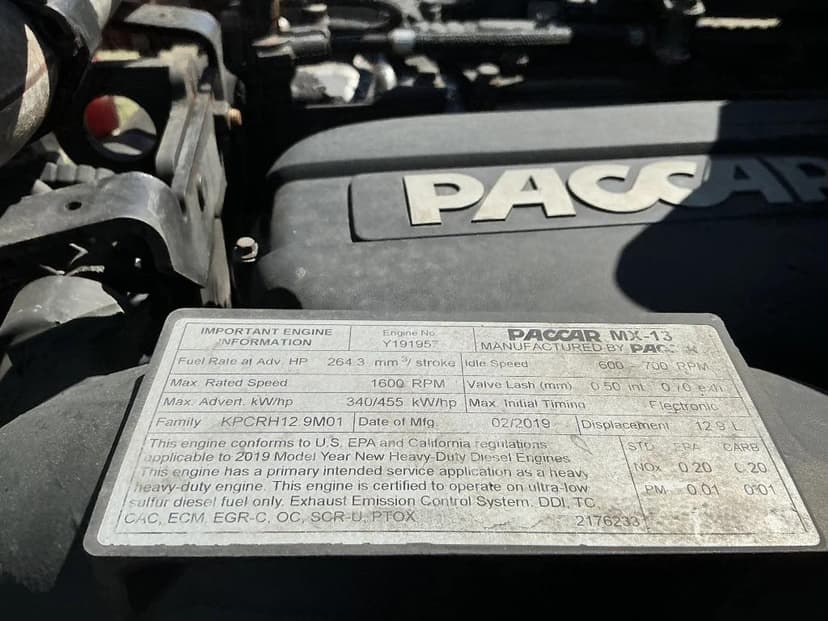 PACCAR
IMPORTANT ENGINE INFORMATION
Engine No. Y191957
PACCAR MX-13
MANUFACTURED BY
Fuel Rate at Adv. HP 264.3 mm³/stroke
Idle Speed 600 - 700 RPM
Max. Rated Speed 1600 RPM
Valve Lash (mm) 0.50 int.
Max. Advert. kW/hp 340/455 kW/hp
Max. Initial Timing Electronic
Family KPCRH12.9M01
Date of Mfg. 02/2019
Displacement 12.9 L
This engine conforms to U.S. EPA and California regulations
applicable to 2019 Model Year New Heavy-Duty Diesel Engines.
This engine has a primary intended service application as a heavy
heavy-duty engine. This engine is certified to operate on ultra-low
sulfur diesel fuel only. Exhaust Emission Control System. DDI, TC,
CAC, ECM, EGR-C, OC, SCR-U, PTOX
STD EPA CARB
NOx 0.20 0.20
PM 0.01 0.01
2176233